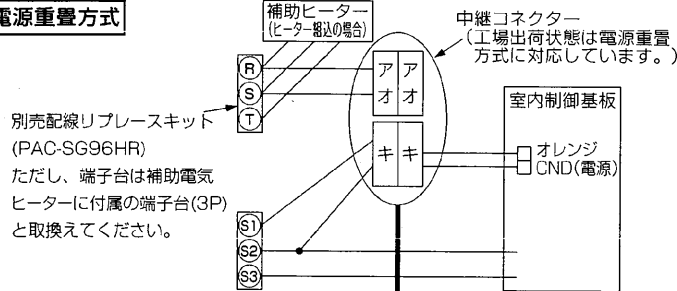 電源重畳方式
補助ヒーター
(ヒーター組込の場合)
中継コネクター
(工場出荷状態は電源重畳
方式に対応しています。)
R
S
T
ア ア
オ オ
キ キ
室内制御基板
オレンジ
CND(電源)
別売配線リプレースキット
(PAC-SG96HR)
ただし、端子台は補助電気
ヒーターに付属の端子台(3P)
と取換えてください。
S1
S2
S3